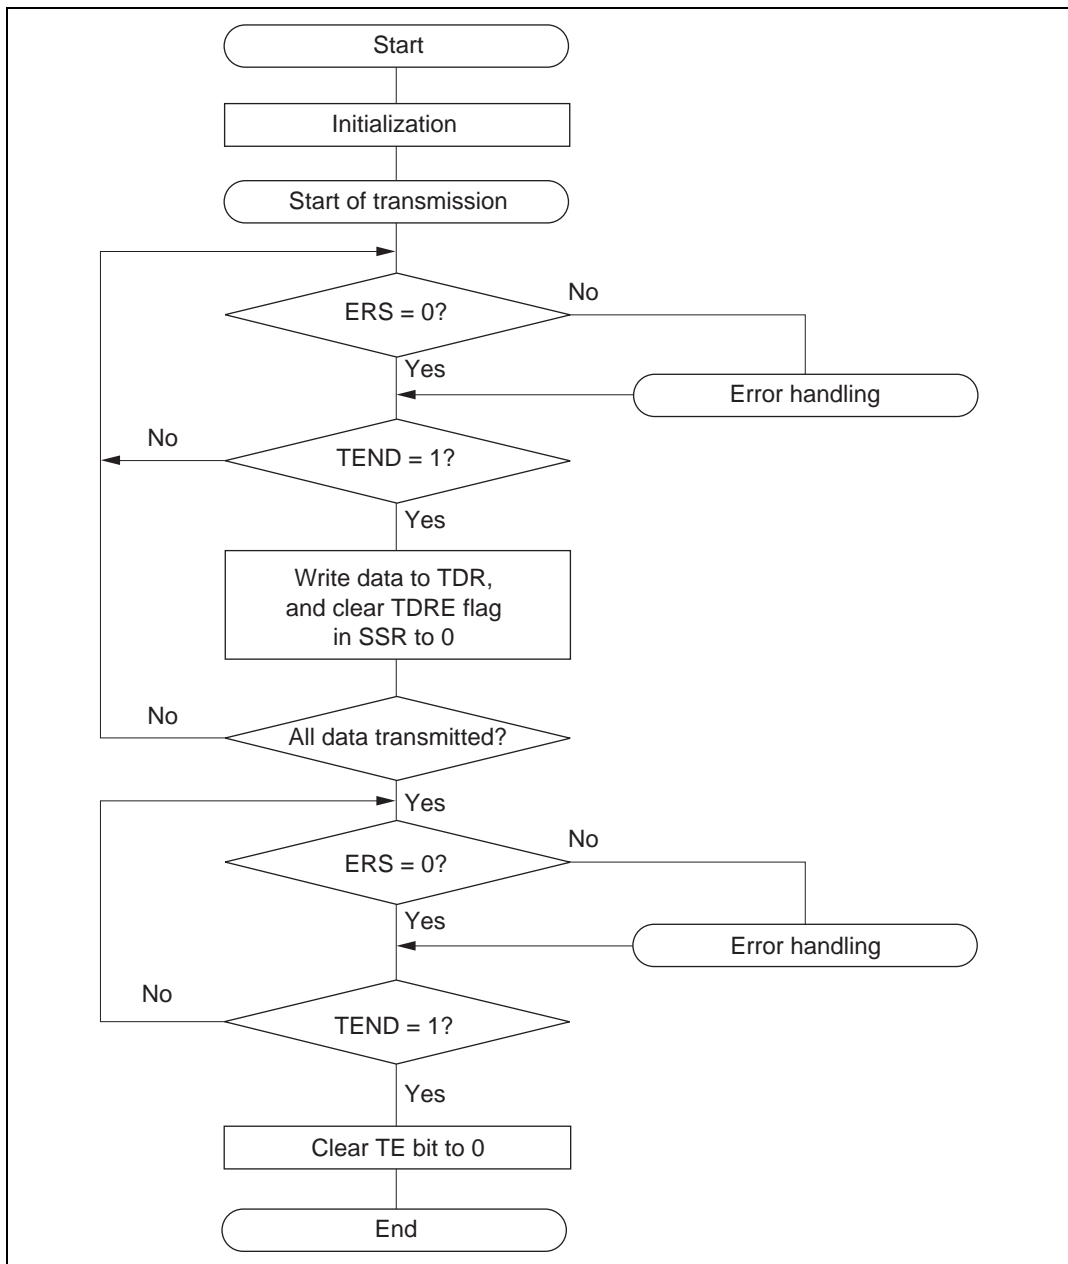 Start
Initialization
Start of transmission
No
ERS = 0?
Yes
Error handling
No
TEND = 1?
Yes
Write data to TDR,
and clear TDRE flag
in SSR to 0
No
All data transmitted?
Yes
No
ERS = 0?
Yes
Error handling
No
TEND = 1?
Yes
Clear TE bit to 0
End